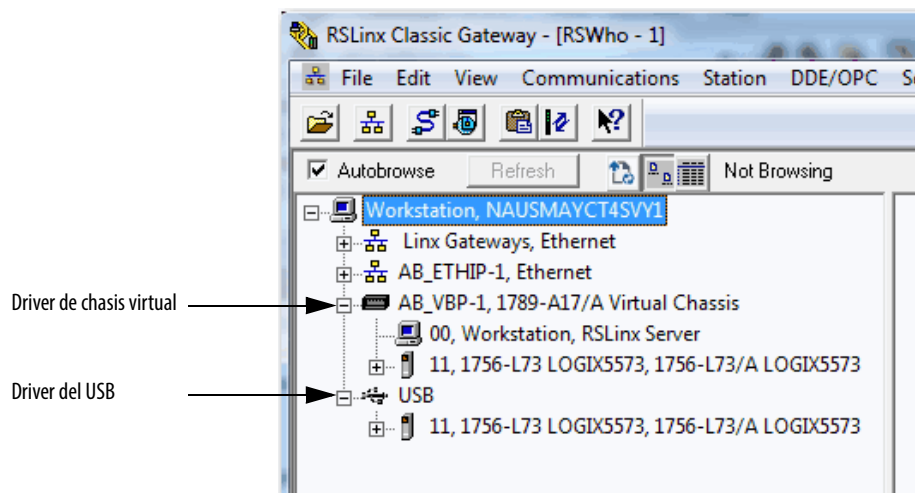 RSLinx Classic Gateway - [RSWho - 1]
File Edit View Communications Station DDE/OPC
Autobrowse Refresh Not Browsing
Workstation, NAUSMAYCT4SVY1
Linx Gateways, Ethernet
AB_ETHIP-1, Ethernet
Driver de chasis virtual
AB_VBP-1, 1789-A17/A Virtual Chassis
00, Workstation, RSLinx Server
11, 1756-L73 LOGIX5573, 1756-L73/A LOGIX5573
Driver del USB
USB
11, 1756-L73 LOGIX5573, 1756-L73/A LOGIX5573